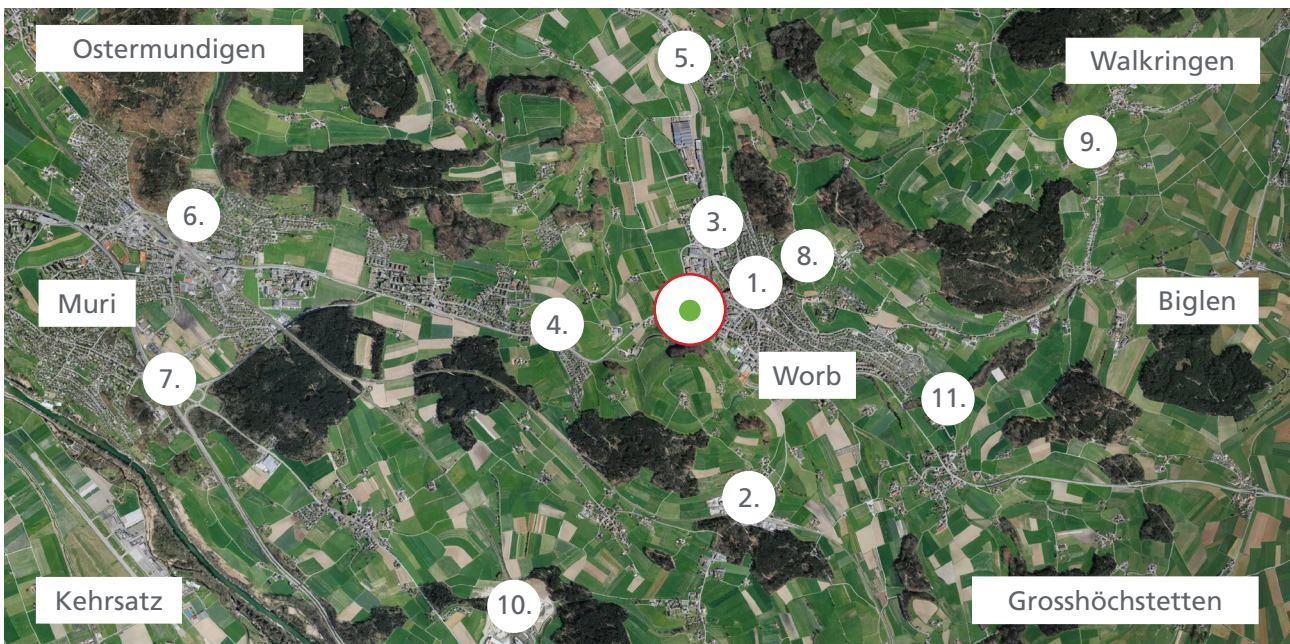 Ostermundigen
5.
Walkringen
9.
6.
3.
8.
1.
Muri
Biglen
4.
7.
Worb
11.
2.
Kehrsatz
10.
Grosshöchstetten